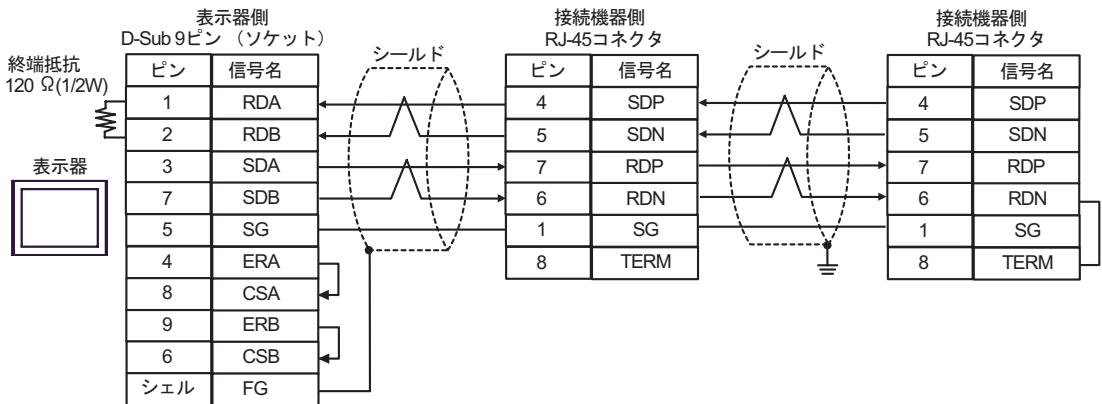 表示器側
D-Sub 9ピン (ソケット)
接続機器側
RJ-45コネクタ
接続機器側
RJ-45コネクタ
終端抵抗
120 Ω(1/2W)
シールド
シールド
表示器
ピン 信号名
1 RDA
2 RDB
3 SDA
7 SDB
5 SG
4 ERA
8 CSA
9 ERB
6 CSB
シェル FG
ピン 信号名
4 SDP
5 SDN
7 RDP
6 RDN
1 SG
8 TERM
ピン 信号名
4 SDP
5 SDN
7 RDP
6 RDN
1 SG
8 TERM